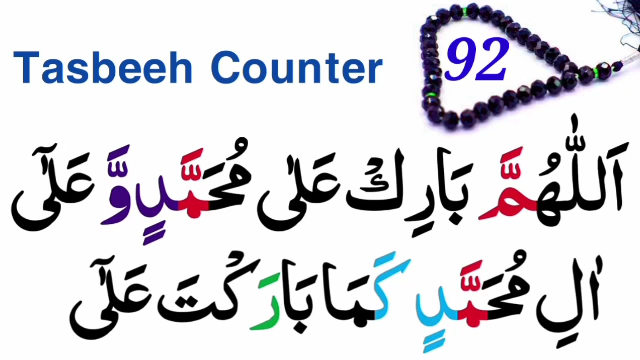 Tasbeeh Counter
92
اَللّٰهُمَّ بَارِكْ عَلٰى مُحَمَّدٍ وَّ عَلٰٓى
اٰلِ مُحَمَّدٍ كَمَا بَارَكْتَ عَلٰٓى